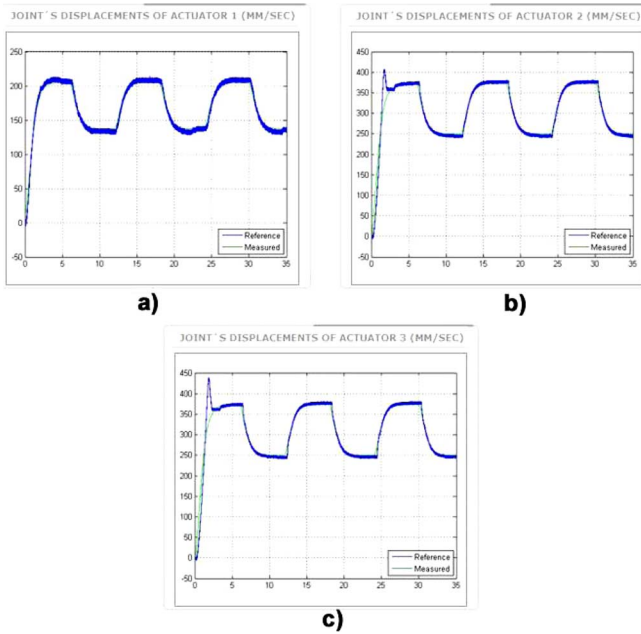 JOINT´S DISPLACEMENTS OF ACTUATOR 1 (MM/SEC)
250
200
150
100
50
0
-50
0 5 10 15 20 25 30 35
Reference
Measured
a)
JOINT´S DISPLACEMENTS OF ACTUATOR 2 (MM/SEC)
450
400
350
300
250
200
150
100
50
0
-50
0 5 10 15 20 25 30 35
Reference
Measured
b)
JOINT´S DISPLACEMENTS OF ACTUATOR 3 (MM/SEC)
450
400
350
300
250
200
150
100
50
0
-50
0 5 10 15 20 25 30 35
Reference
Measured
c)